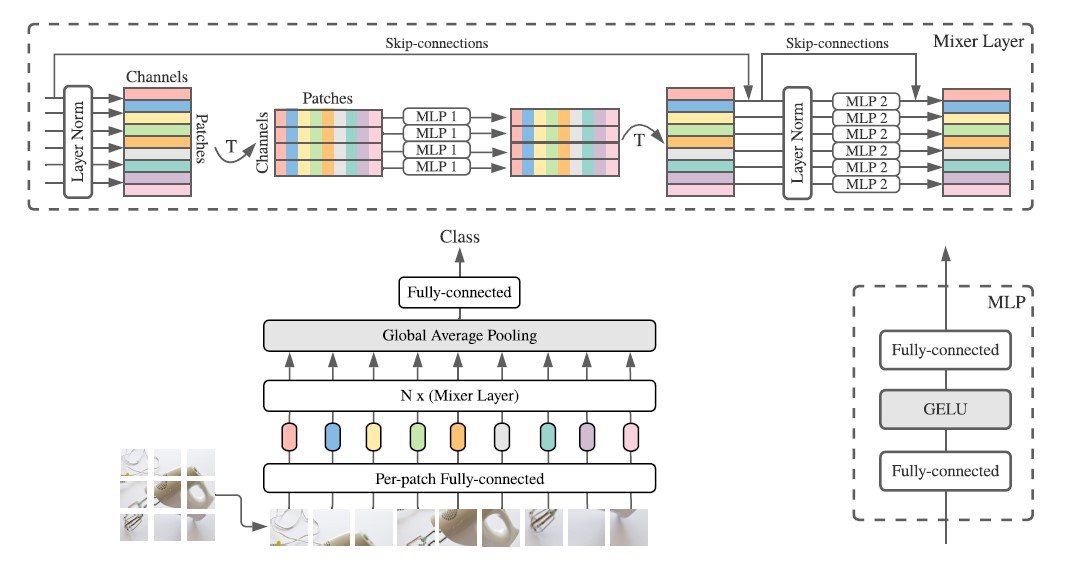 Skip-connections
Skip-connections
Mixer Layer
Channels
Layer Norm
Patches
T
Patches
Channels
MLP 1
MLP 1
MLP 1
MLP 1
T
Layer Norm
MLP 2
MLP 2
MLP 2
MLP 2
MLP 2
MLP 2
Class
Fully-connected
Global Average Pooling
N x (Mixer Layer)
Per-patch Fully-connected
MLP
Fully-connected
GELU
Fully-connected